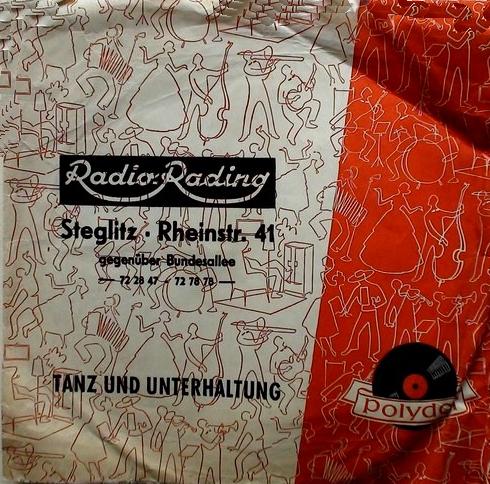 Radio-Rading
Steglitz · Rheinstr. 41
gegenüber Bundesallee
— 72 28 47 – 72 78 78 —
TANZ UND UNTERHALTUNG
polydor